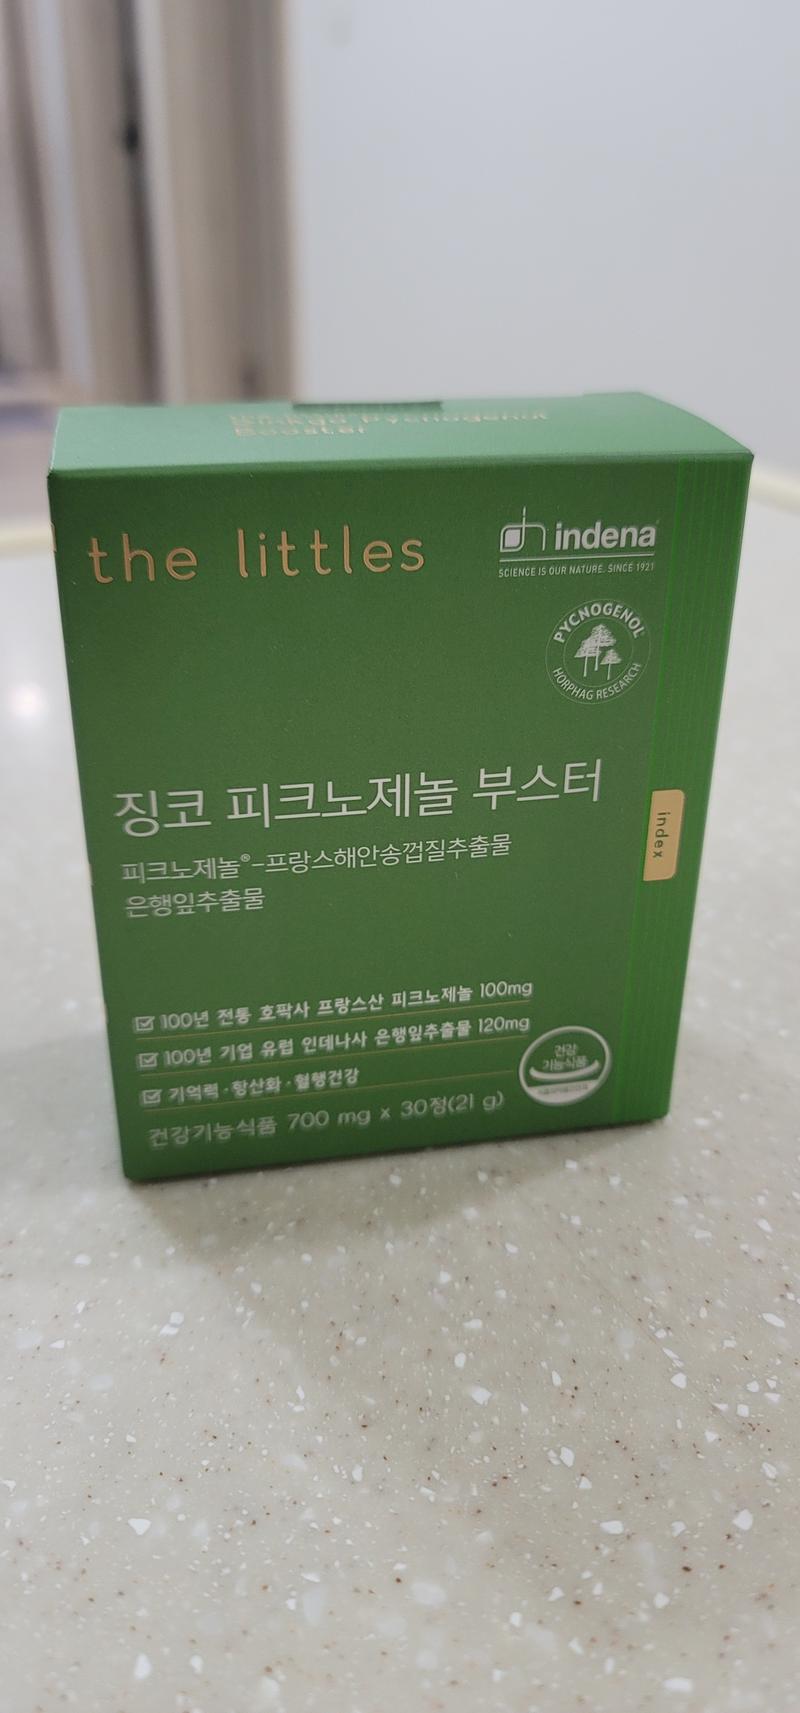 Pycnogenol
Booster
the littles
indena
SCIENCE IS OUR NATURE. SINCE 1921
PYCNOGENOL®
HORPHAG RESEARCH
징코 피크노제놀 부스터
피크노제놀®-프랑스해안송껍질추출물
은행잎추출물
index
100년 전통 호팍사 프랑스산 피크노제놀 100mg
100년 기업 유럽 인데나사 은행잎추출물 120mg
기억력·항산화·혈행건강
건강
기능식품
건강기능식품 700 mg x 30정(21 g)